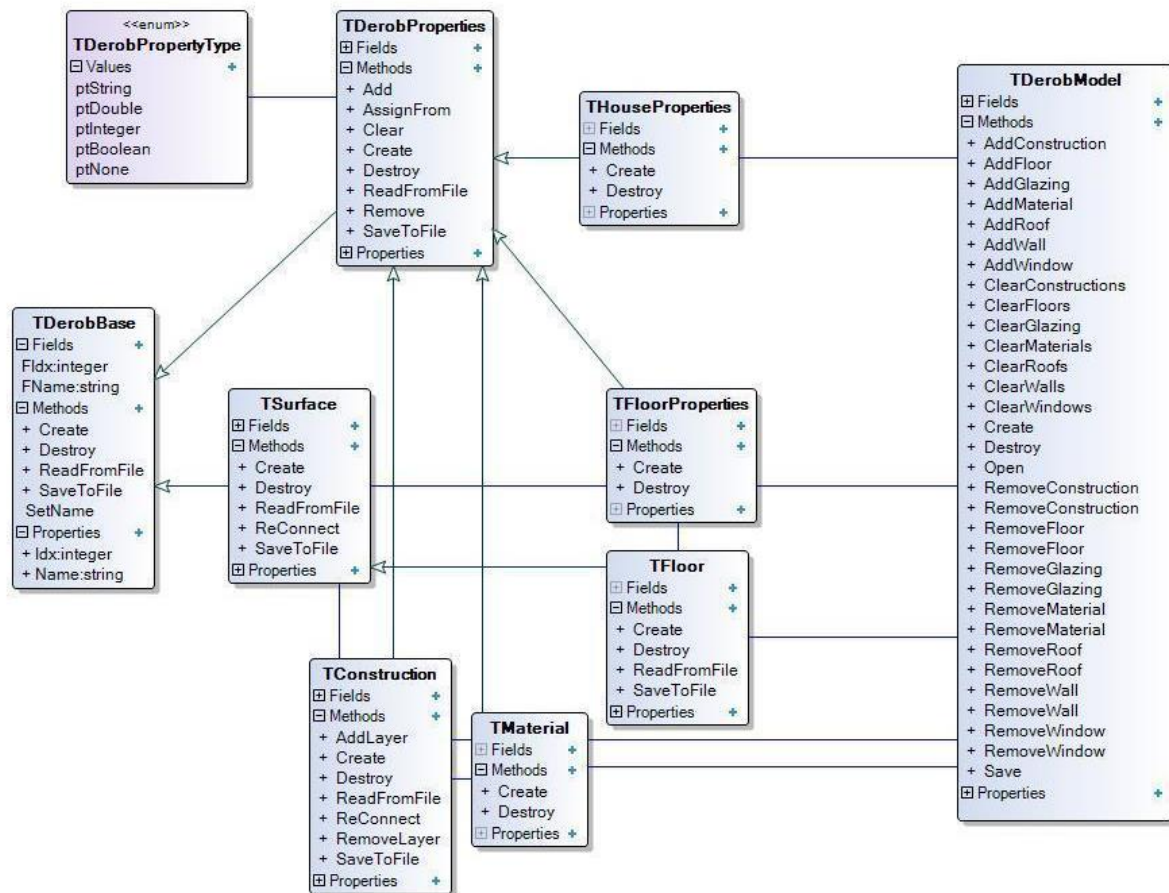 <<enum>>
TDerobPropertyType
Values
ptString
ptDouble
ptInteger
ptBoolean
ptNone
TDerobProperties
Fields
Methods
+ Add
+ AssignFrom
+ Clear
+ Create
+ Destroy
+ ReadFromFile
+ Remove
+ SaveToFile
Properties
THouseProperties
Fields
Methods
+ Create
+ Destroy
Properties
TDerobModel
Fields
Methods
+ AddConstruction
+ AddFloor
+ AddGlazing
+ AddMaterial
+ AddRoof
+ AddWall
+ AddWindow
+ ClearConstructions
+ ClearFloors
+ ClearGlazing
+ ClearMaterials
+ ClearRoofs
+ ClearWalls
+ ClearWindows
+ Create
+ Destroy
+ Open
+ RemoveConstruction
+ RemoveConstruction
+ RemoveFloor
+ RemoveFloor
+ RemoveGlazing
+ RemoveGlazing
+ RemoveMaterial
+ RemoveMaterial
+ RemoveRoof
+ RemoveRoof
+ RemoveWall
+ RemoveWall
+ RemoveWindow
+ RemoveWindow
+ Save
Properties
TDerobBase
Fields
FIdx:integer
FName:string
Methods
+ Create
+ Destroy
+ ReadFromFile
+ SaveToFile
SetName
Properties
+ Idx:integer
+ Name:string
TSurface
Fields
Methods
+ Create
+ Destroy
+ ReadFromFile
+ ReConnect
+ SaveToFile
Properties
TFloorProperties
Fields
Methods
+ Create
+ Destroy
Properties
TFloor
Fields
Methods
+ Create
+ Destroy
+ ReadFromFile
+ SaveToFile
Properties
TConstruction
Fields
Methods
+ AddLayer
+ Create
+ Destroy
+ ReadFromFile
+ ReConnect
+ RemoveLayer
+ SaveToFile
Properties
TMaterial
Fields
Methods
+ Create
+ Destroy
Properties